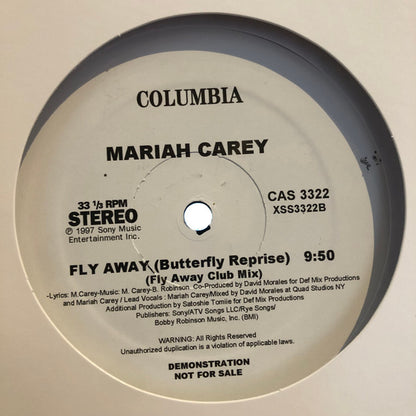 COLUMBIA
MARIAH CAREY
33 1/3 RPM
STEREO
℗ 1997 Sony Music
Entertainment Inc.
CAS 3322
XSS3322B
FLY AWAY (Butterfly Reprise) 9:50
(Fly Away Club Mix)
-Lyrics: M.Carey-Music: M.Carey-B. Robinson Co-Produced by David Morales for Def Mix Productions
and Mariah Carey / Lead Vocals : Mariah Carey/Mixed by David Morales at Quad Studios NY
Additional Production by Satoshie Tomiie for Def Mix Productions
Publishers: Sony/ATV Songs LLC/Rye Songs/
Bobby Robinson Music, Inc. (BMI)
WARNING: All Rights Reserved
Unauthorized duplication is a violation of applicable laws.
DEMONSTRATION
NOT FOR SALE